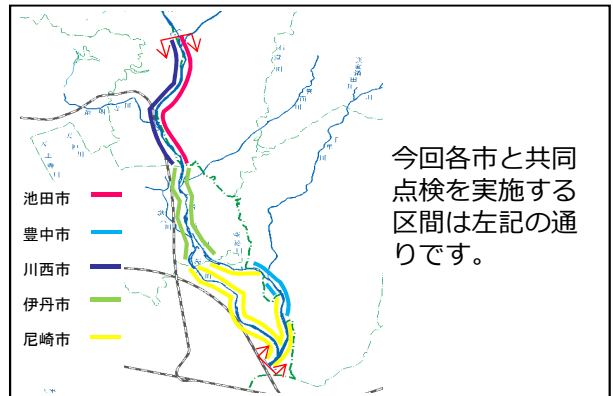 池田市
豊中市
川西市
伊丹市
尼崎市
今回各市と共同
点検を実施する
区間は左記の通
りです。